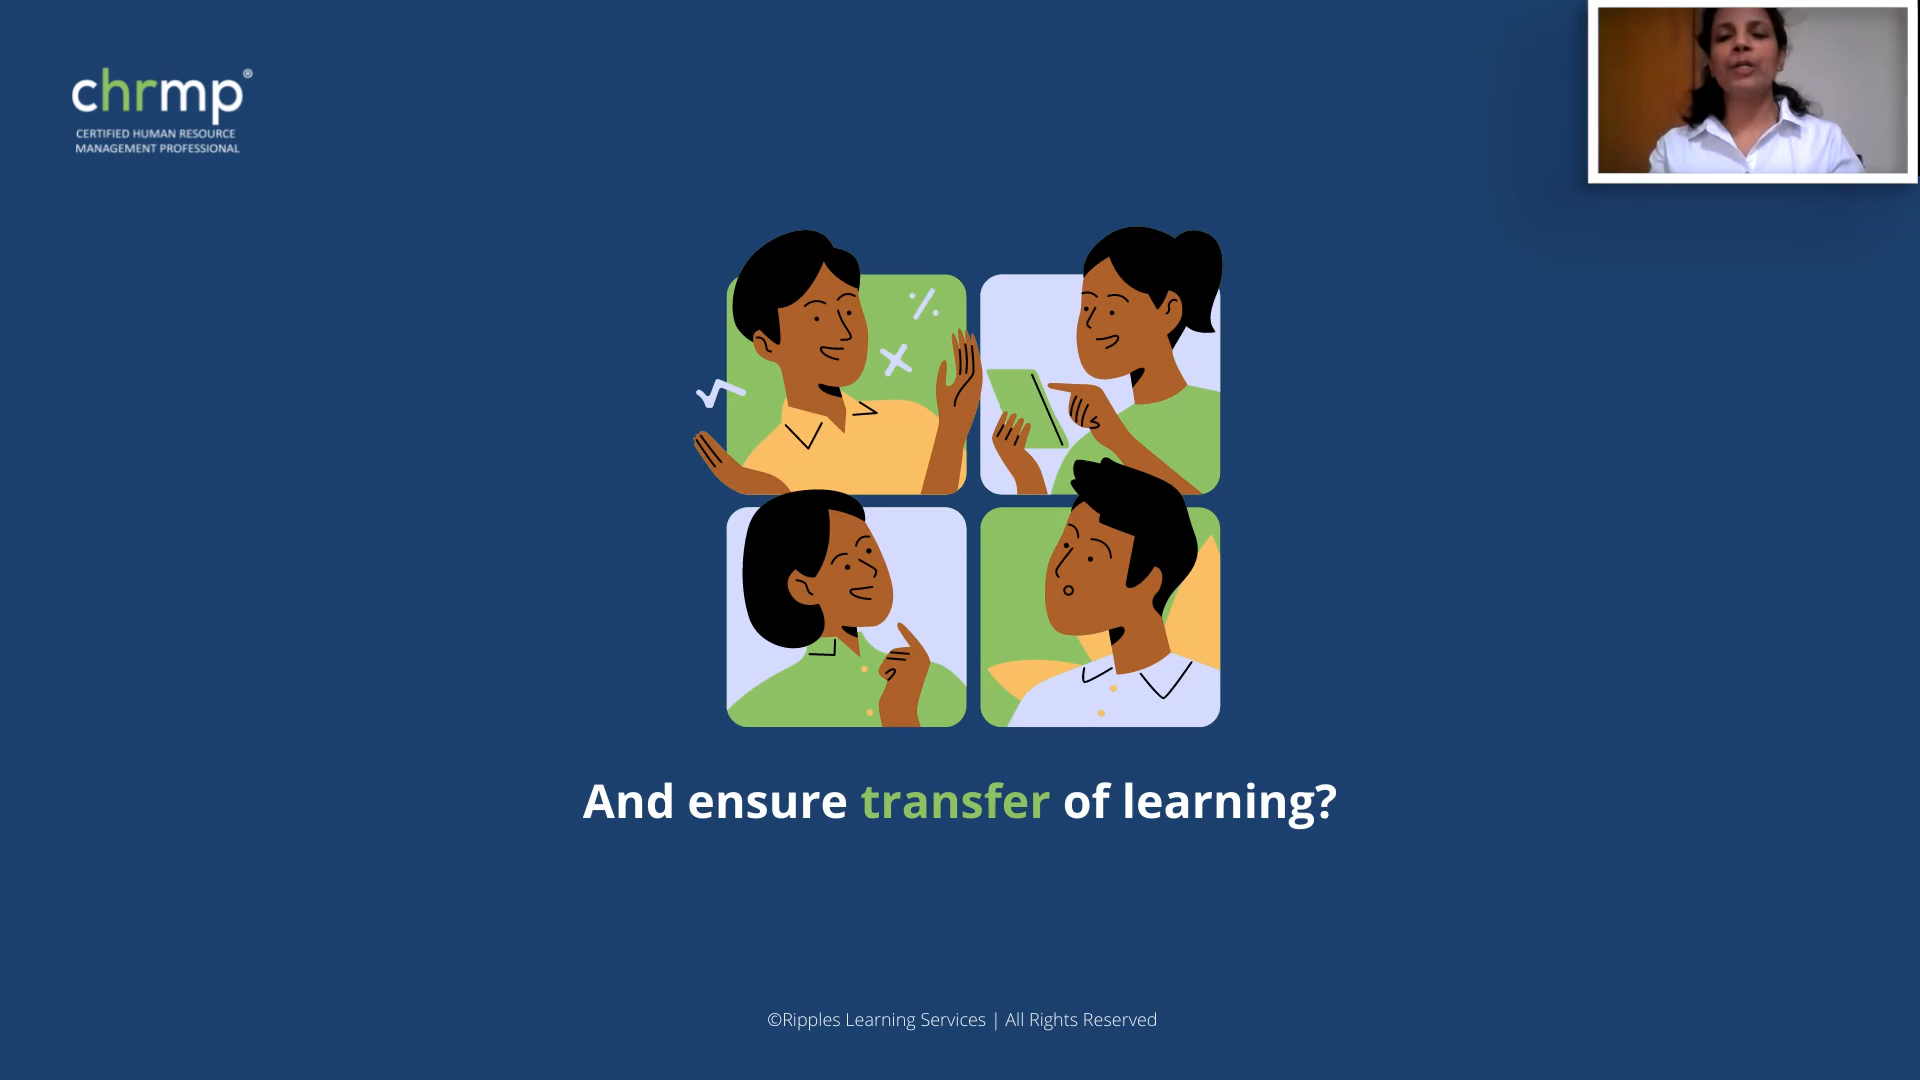 chrmp®
CERTIFIED HUMAN RESOURCE
MANAGEMENT PROFESSIONAL
And ensure transfer of learning?
©Ripples Learning Services | All Rights Reserved